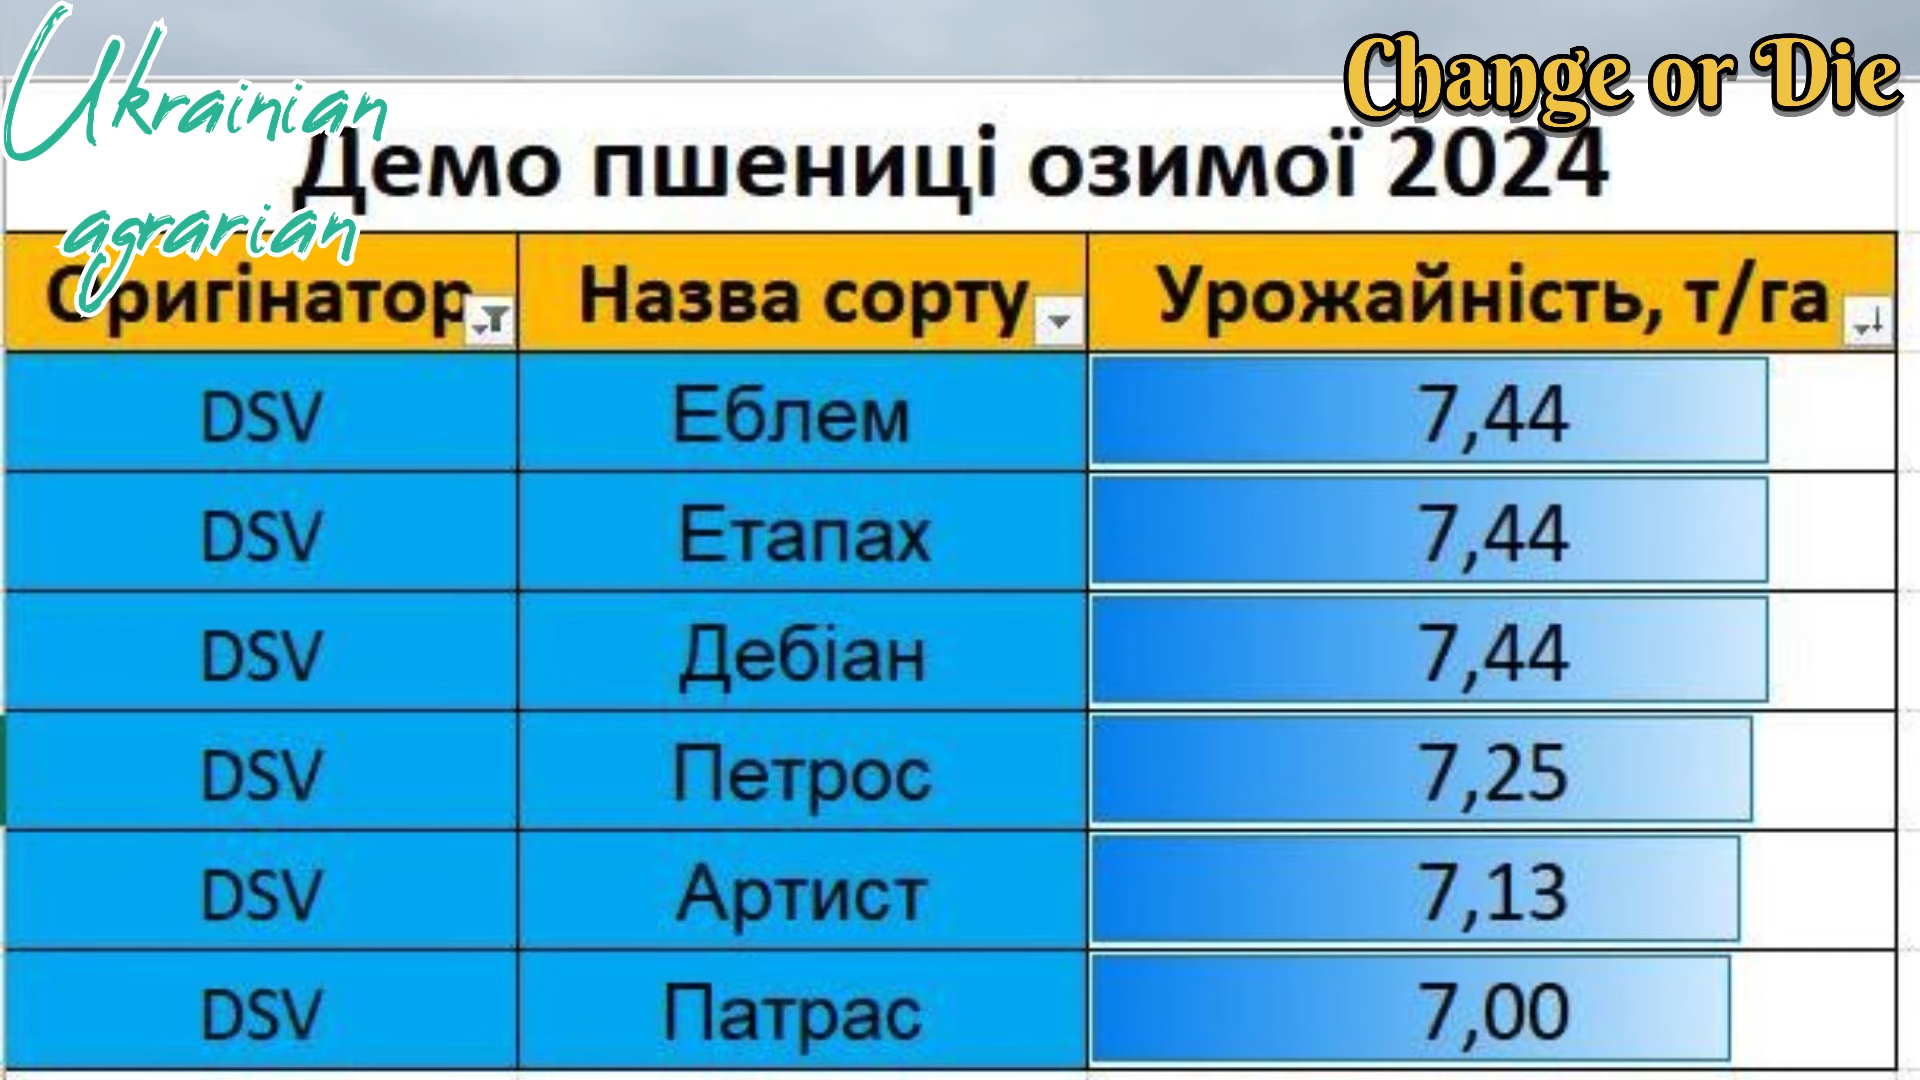 Ukrainian
agrarian
Change or Die
Демо пшениці озимої 2024
Оригінатор Назва сорту Урожайність, т/га
DSV Еблем 7,44
DSV Етапах 7,44
DSV Дебіан 7,44
DSV Петрос 7,25
DSV Артист 7,13
DSV Патрас 7,00